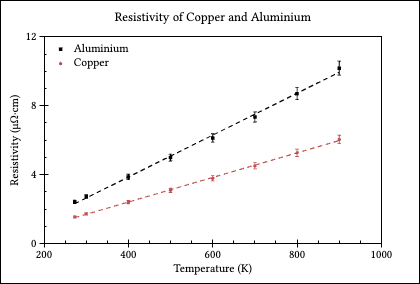 Resistivity of Copper and Aluminium
12
Aluminium
Copper
8
Resistivity (μΩ·cm)
4
0
200
400
600
800
1000
Temperature (K)